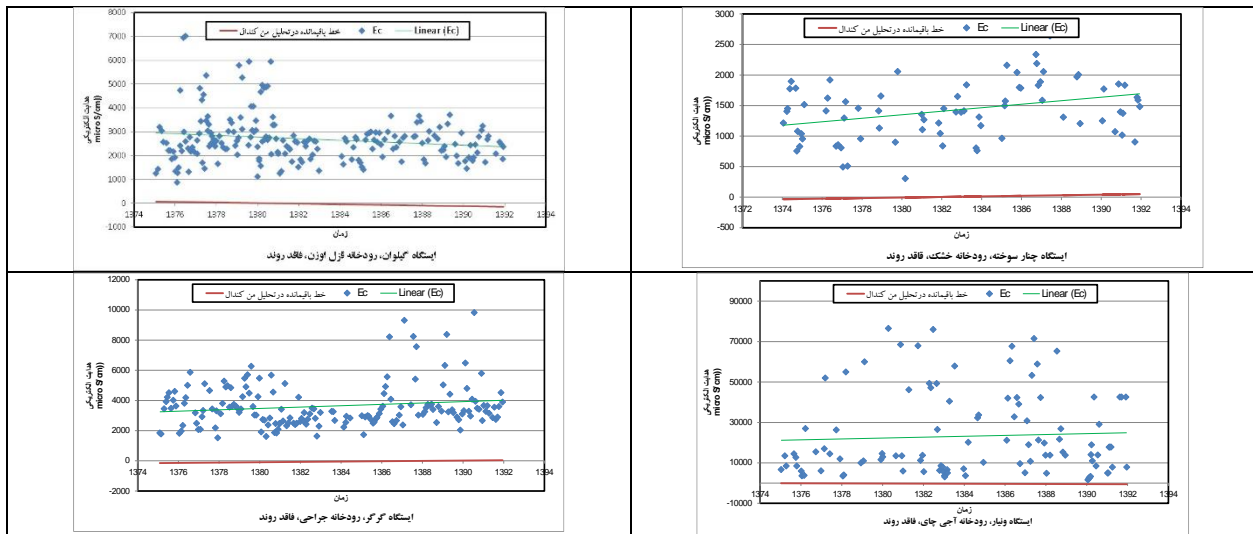 خط باقیمانده درتحلیل من کندال Ec Linear (Ec)
هدایت الکتریکی
micro S/cm))
8000
7000
6000
5000
4000
3000
2000
1000
0
-1000
1374 1376 1378 1380 1382 1384 1386 1388 1390 1392 1394
زمان
ایستگاه گیلوان، رودخانه قزل اوزن، فاقد روند
خط باقیمانده درتحلیل من کندال Ec Linear (Ec)
هدایت الکتریکی
micro S/cm))
3000
2500
2000
1500
1000
500
0
-500
1372 1374 1376 1378 1380 1382 1384 1386 1388 1390 1392 1394
زمان
ایستگاه چنار سوخته، رودخانه خشک، فاقد روند
خط باقیمانده درتحلیل من کندال Ec Linear (Ec)
هدایت الکتریکی
micro S/cm))
12000
10000
8000
6000
4000
2000
0
-2000
1374 1376 1378 1380 1382 1384 1386 1388 1390 1392 1394
زمان
ایستگاه گرگر، رودخانه جراحی، فاقد روند
خط باقیمانده درتحلیل من کندال Ec Linear (Ec)
هدایت الکتریکی
micro S/cm))
90000
70000
50000
30000
10000
-10000
1374 1376 1378 1380 1382 1384 1386 1388 1390 1392 1394
زمان
ایستگاه ونیار، رودخانه آجی چای، فاقد روند